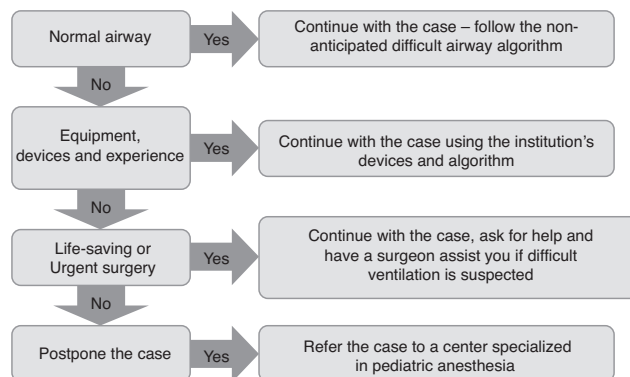 Normal airway
Yes
Continue with the case – follow the non-
anticipated difficult airway algorithm
No
Equipment,
devices and experience
Yes
Continue with the case using the institution's
devices and algorithm
No
Life-saving or
Urgent surgery
Yes
Continue with the case, ask for help and
have a surgeon assist you if difficult
ventilation is suspected
No
Postpone the case
Yes
Refer the case to a center specialized
in pediatric anesthesia